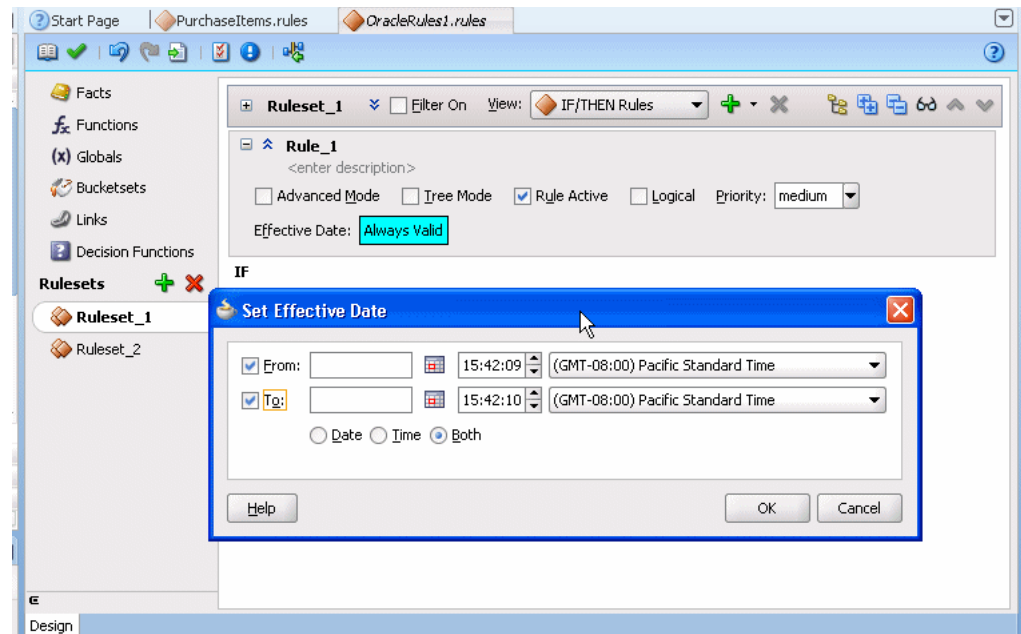 Start Page PurchaseItems.rules OracleRules1.rules
Facts
Functions
Globals
Bucketsets
Links
Decision Functions
Rulesets
Ruleset_1
Ruleset_2
Ruleset_1 Filter On View: IF/THEN Rules
Rule_1
<enter description>
Advanced Mode Tree Mode Rule Active Logical Priority: medium
Effective Date: Always Valid
IF
Set Effective Date
From: 15:42:09 (GMT-08:00) Pacific Standard Time
To: 15:42:10 (GMT-08:00) Pacific Standard Time
Date Time Both
Help OK Cancel
Design